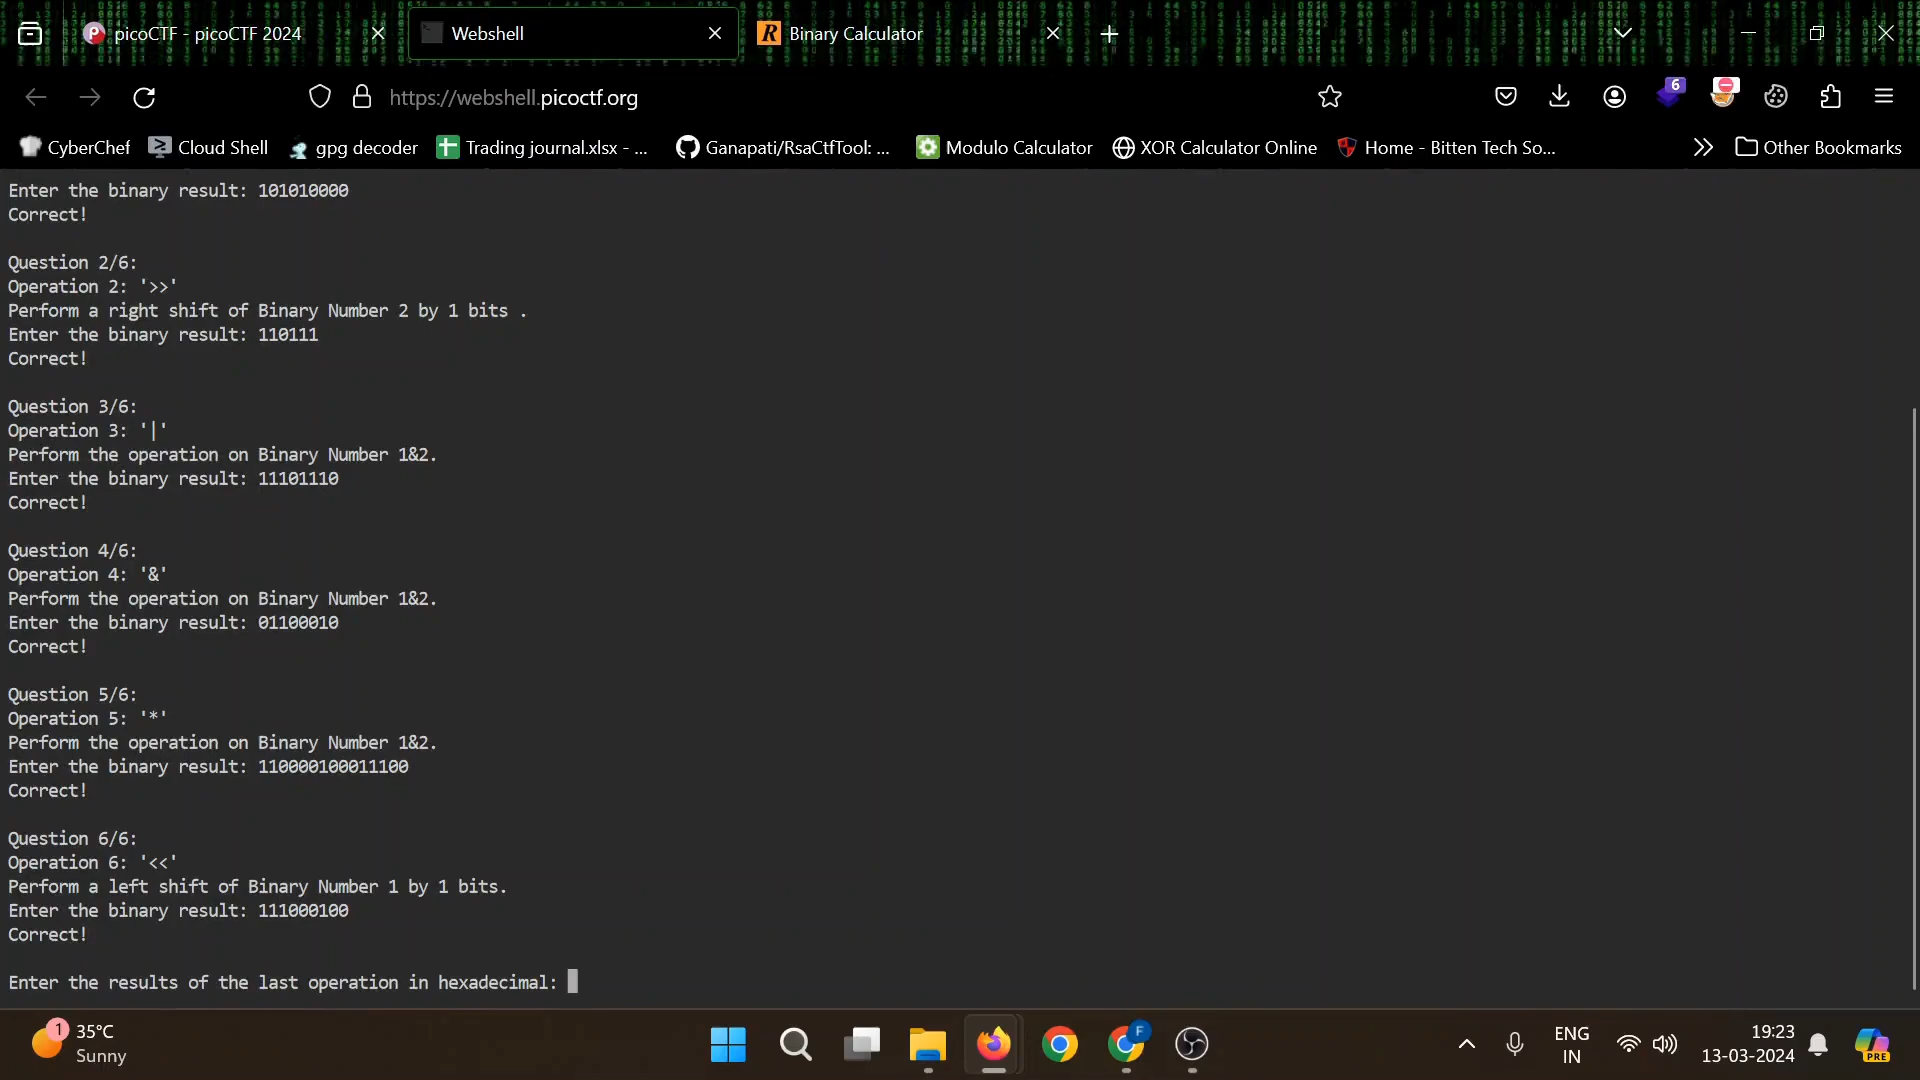 picoCTF - picoCTF 2024
Webshell
Binary Calculator
https://webshell.picoctf.org
6
CyberChef
Cloud Shell
gpg decoder
Trading journal.xlsx - ...
Ganapati/RsaCtfTool: ...
Modulo Calculator
XOR Calculator Online
Home - Bitten Tech So...
Other Bookmarks
Enter the binary result: 101010000
Correct!
Question 2/6:
Operation 2: '>>'
Perform a right shift of Binary Number 2 by 1 bits .
Enter the binary result: 110111
Correct!
Question 3/6:
Operation 3: '|'
Perform the operation on Binary Number 1&2.
Enter the binary result: 11101110
Correct!
Question 4/6:
Operation 4: '&'
Perform the operation on Binary Number 1&2.
Enter the binary result: 01100010
Correct!
Question 5/6:
Operation 5: '*'
Perform the operation on Binary Number 1&2.
Enter the binary result: 110000100011100
Correct!
Question 6/6:
Operation 6: '<<'
Perform a left shift of Binary Number 1 by 1 bits.
Enter the binary result: 111000100
Correct!
Enter the results of the last operation in hexadecimal:
1
35°C
Sunny
F
ENG
IN
19:23
13-03-2024
PRE